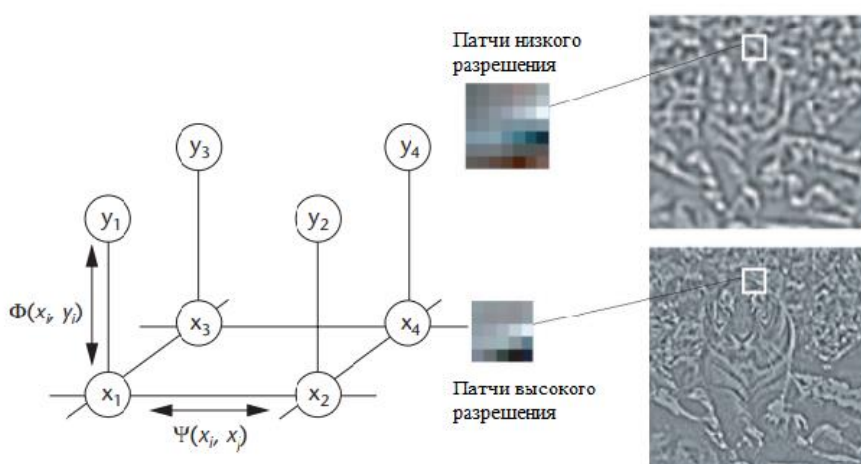 Патчи низкого
разрешения
y₃
y₄
y₁
y₂
Φ(xᵢ, yᵢ)
x₃
x₄
x₁
x₂
Ψ(xᵢ, xⱼ)
Патчи высокого
разрешения